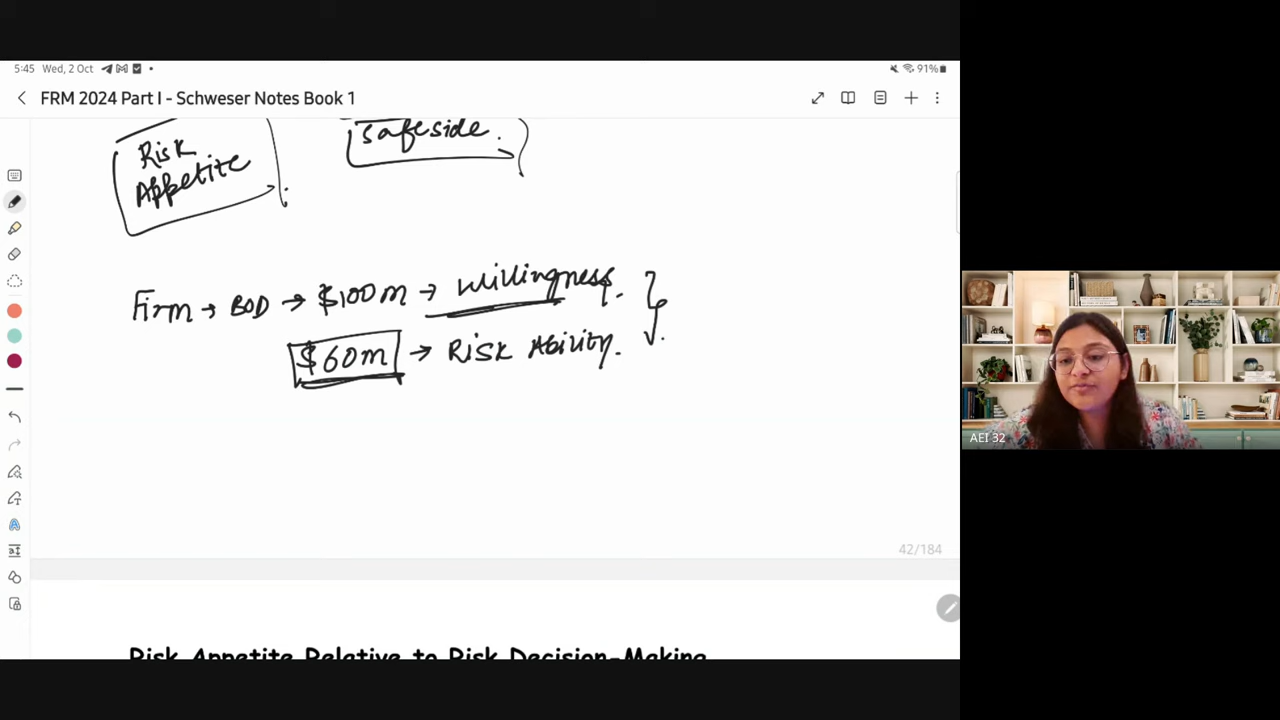 5:45 Wed, 2 Oct
91%
FRM 2024 Part I - Schweser Notes Book 1
Risk
Appetite
Safeside.
Firm → BOD → $100m → Willingness.
$60m → Risk Ability.
42/184
Risk Appetite Relative to Risk Decision-Making
AEI 32